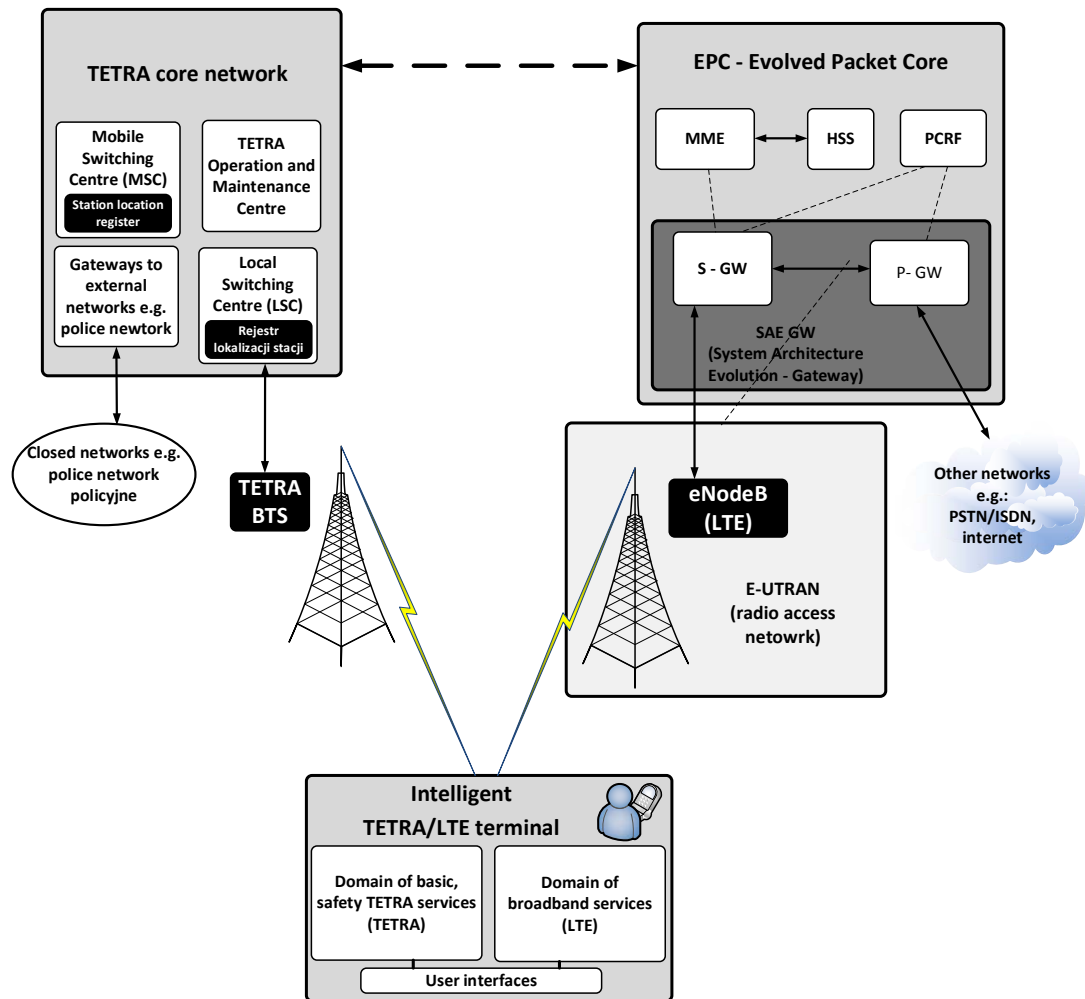 TETRA core network
Mobile
Switching
Centre (MSC)
Station location
register
TETRA
Operation and
Maintenance
Centre
Gateways to
external
networks e.g.
police newtork
Local
Switching
Centre (LSC)
Rejestr
lokalizacji stacji
Closed networks e.g.
police network
policyjne
TETRA
BTS
EPC - Evolved Packet Core
MME
HSS
PCRF
S - GW
P- GW
SAE GW
(System Architecture
Evolution - Gateway)
eNodeB
(LTE)
E-UTRAN
(radio access
netowrk)
Other networks
e.g.:
PSTN/ISDN,
internet
Intelligent
TETRA/LTE terminal
Domain of basic,
safety TETRA services
(TETRA)
Domain of
broadband services
(LTE)
User interfaces